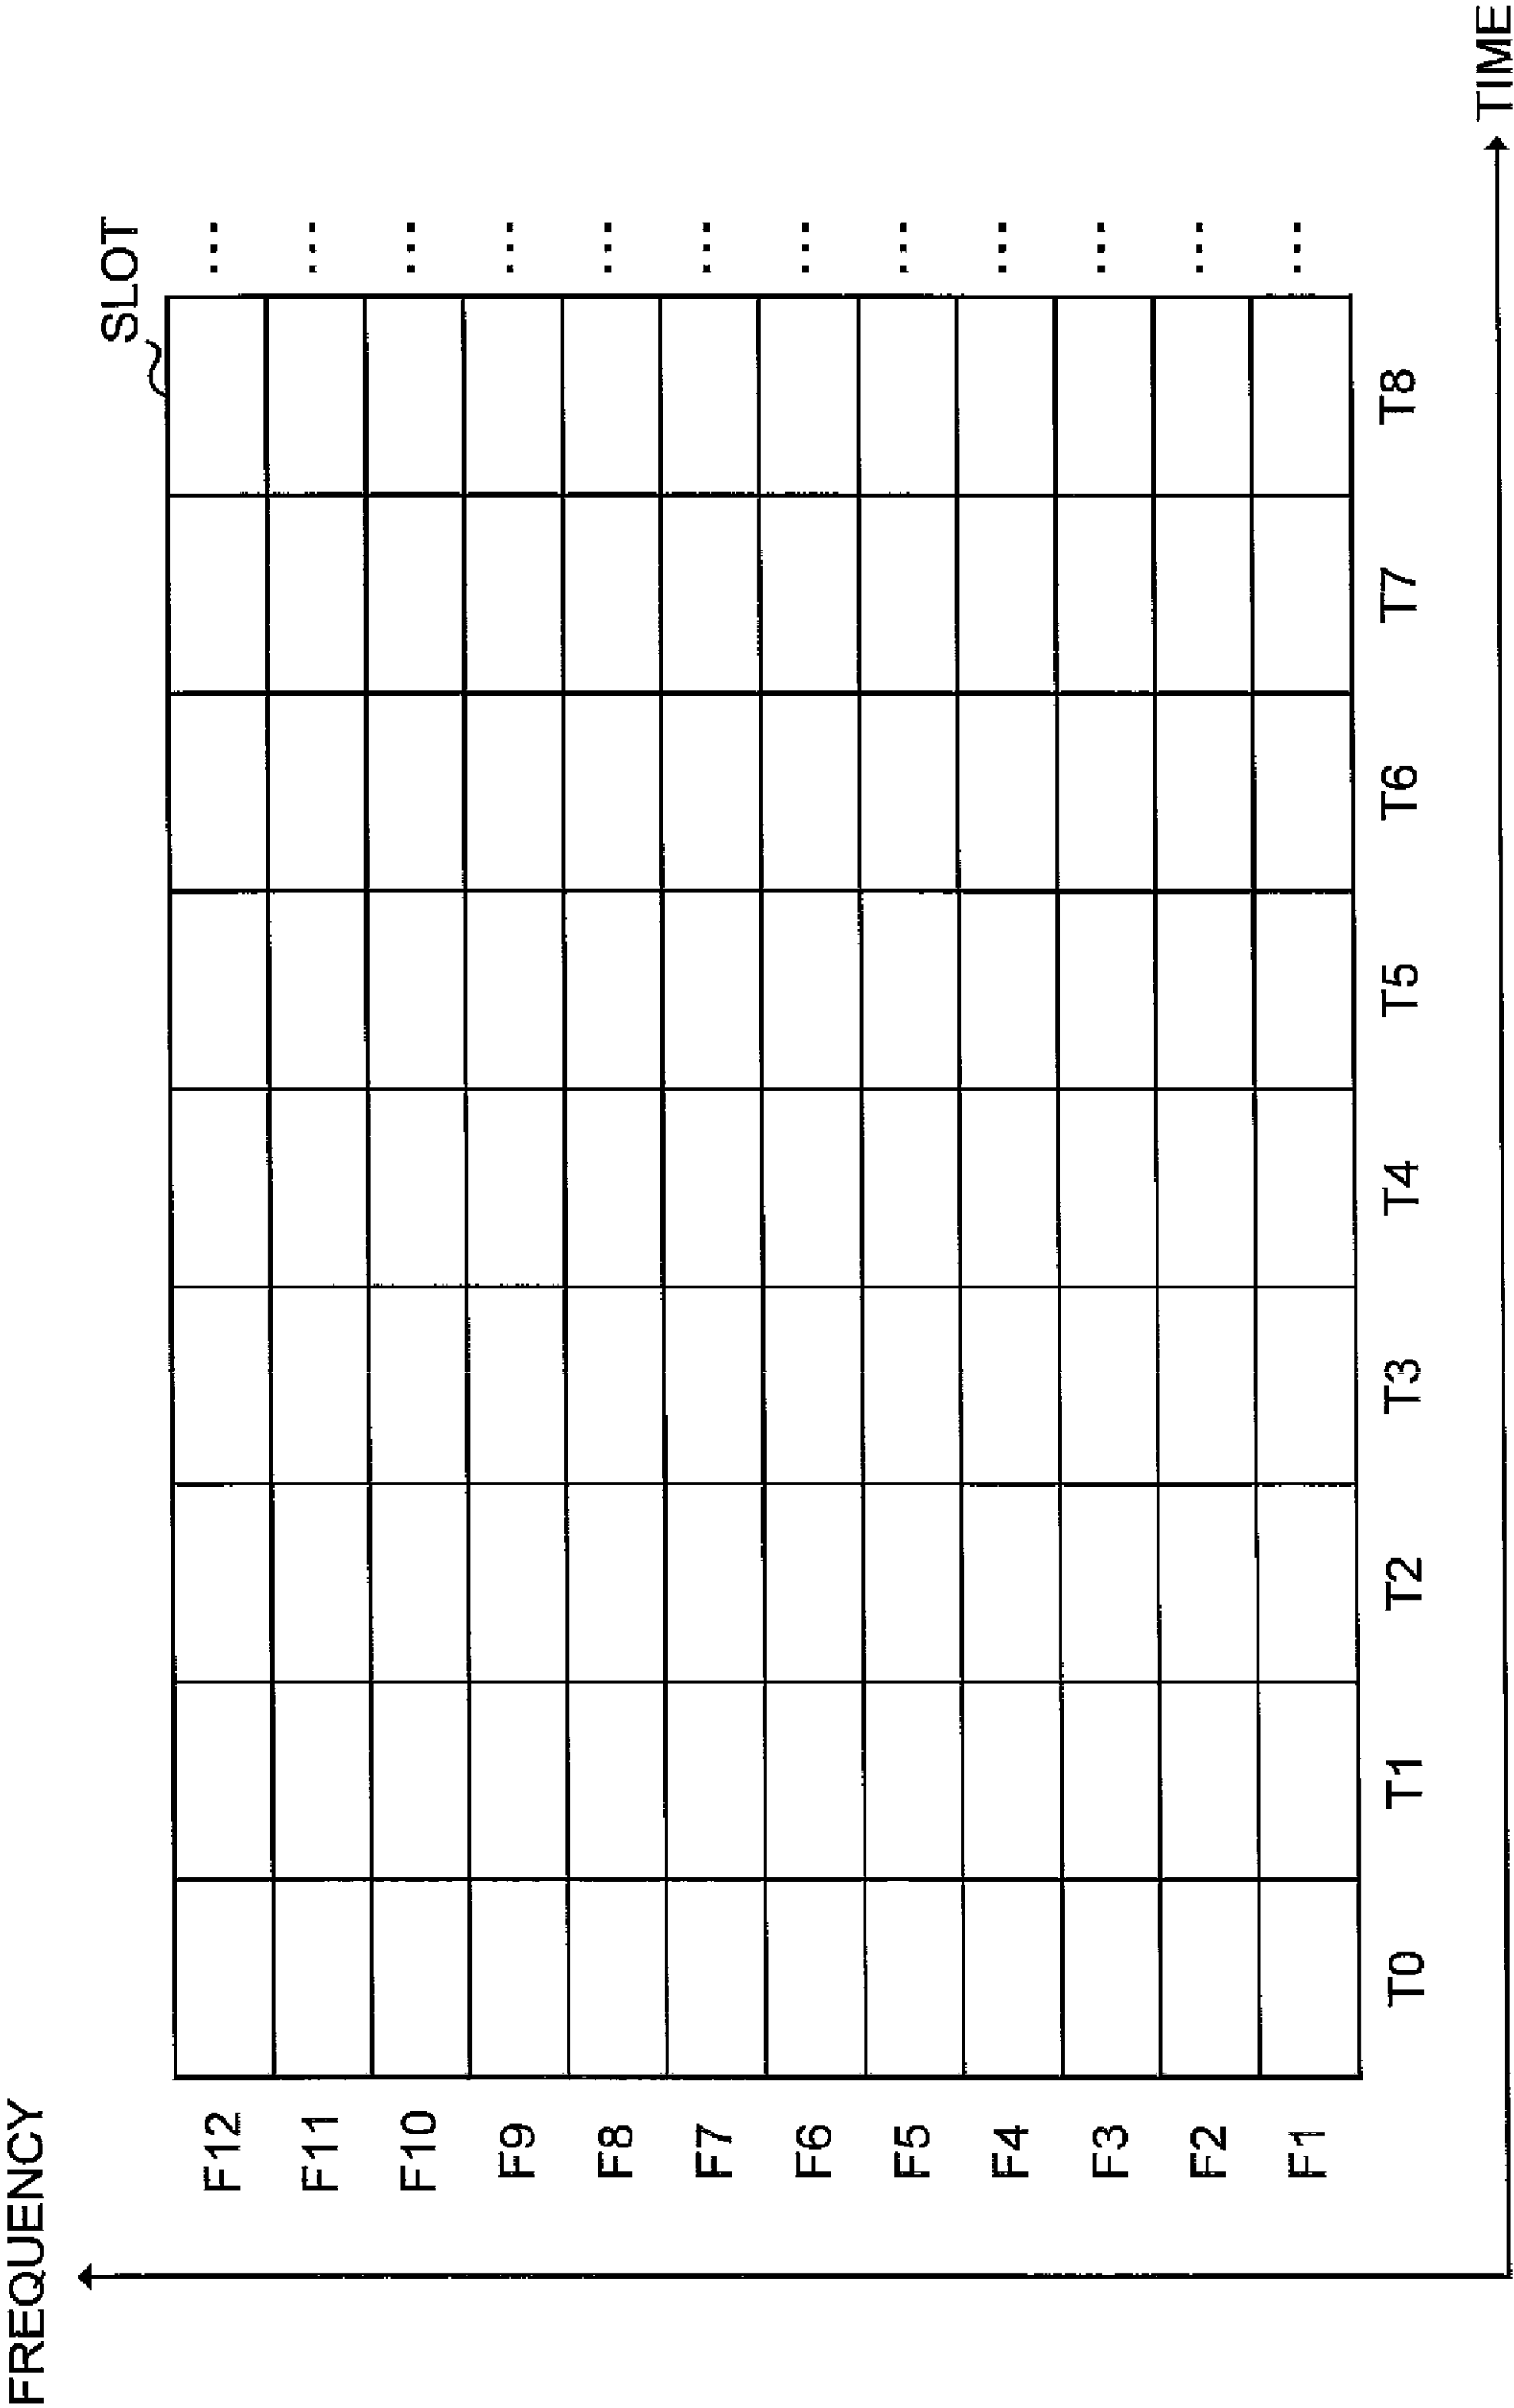 FREQUENCY
SLOT
F12
...
F11
...
F10
...
F9
...
F8
...
F7
...
F6
...
F5
...
F4
...
F3
...
F2
...
F1
...
T0 T1 T2 T3 T4 T5 T6 T7 T8
TIME